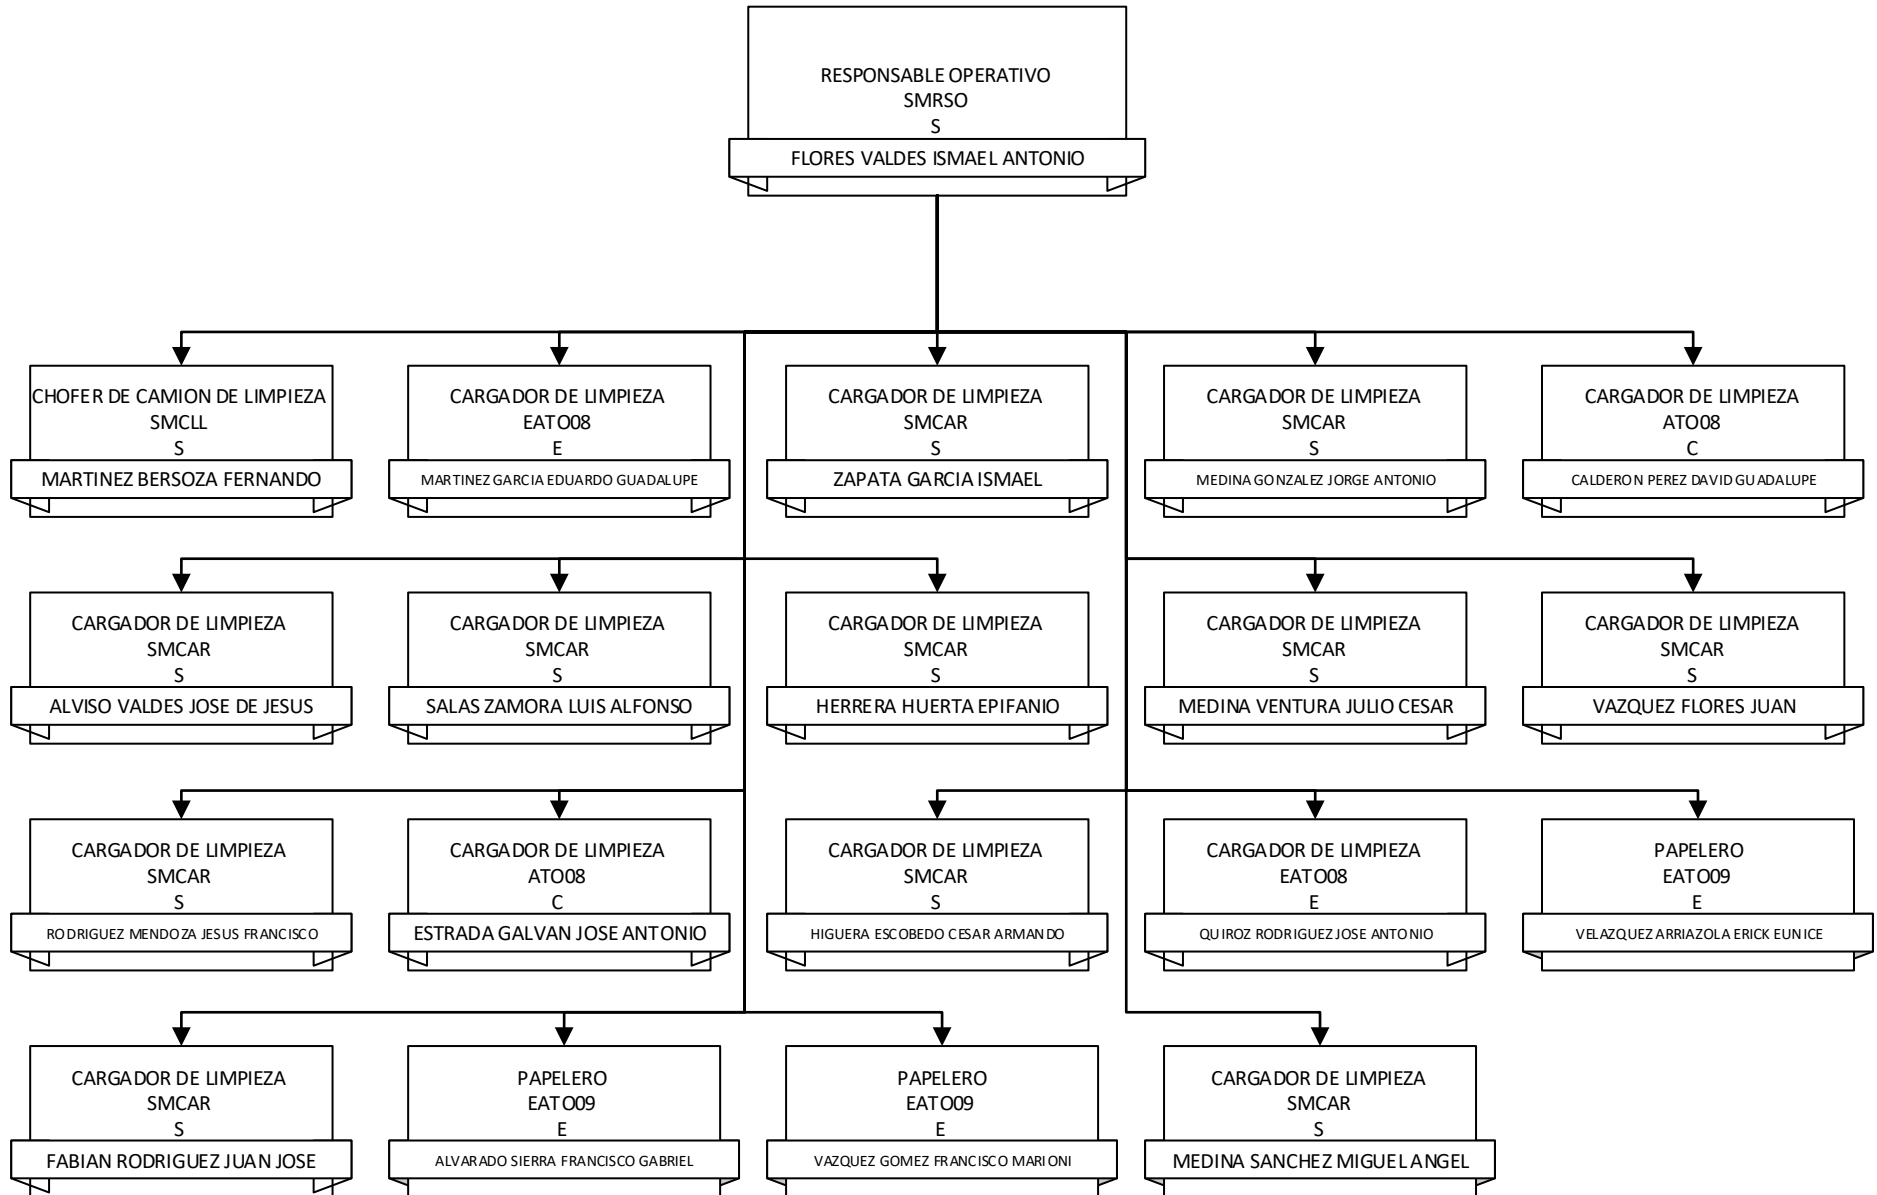 RESPONSABLE OPERATIVO
SMRSO
S
FLORES VALDES ISMAEL ANTONIO
CHOFER DE CAMION DE LIMPIEZA
SMCLL
S
MARTINEZ BERSOZA FERNANDO
CARGADOR DE LIMPIEZA
EATO08
E
MARTINEZ GARCIA EDUARDO GUADALUPE
CARGADOR DE LIMPIEZA
SMCAR
S
ZAPATA GARCIA ISMAEL
CARGADOR DE LIMPIEZA
SMCAR
S
MEDINA GONZALEZ JORGE ANTONIO
CARGADOR DE LIMPIEZA
ATO08
C
CALDERON PEREZ DAVID GUADALUPE
CARGADOR DE LIMPIEZA
SMCAR
S
ALVISO VALDES JOSE DE JESUS
CARGADOR DE LIMPIEZA
SMCAR
S
SALAS ZAMORA LUIS ALFONSO
CARGADOR DE LIMPIEZA
SMCAR
S
HERRERA HUERTA EPIFANIO
CARGADOR DE LIMPIEZA
SMCAR
S
MEDINA VENTURA JULIO CESAR
CARGADOR DE LIMPIEZA
SMCAR
S
VAZQUEZ FLORES JUAN
CARGADOR DE LIMPIEZA
SMCAR
S
RODRIGUEZ MENDOZA JESUS FRANCISCO
CARGADOR DE LIMPIEZA
ATO08
C
ESTRADA GALVAN JOSE ANTONIO
CARGADOR DE LIMPIEZA
SMCAR
S
HIGUERA ESCOBEDO CESAR ARMANDO
CARGADOR DE LIMPIEZA
EATO08
E
QUIROZ RODRIGUEZ JOSE ANTONIO
PAPELERO
EATO09
E
VELAZQUEZ ARRIAZOLA ERICK EUNICE
CARGADOR DE LIMPIEZA
SMCAR
S
FABIAN RODRIGUEZ JUAN JOSE
PAPELERO
EATO09
E
ALVARADO SIERRA FRANCISCO GABRIEL
PAPELERO
EATO09
E
VAZQUEZ GOMEZ FRANCISCO MARIONI
CARGADOR DE LIMPIEZA
SMCAR
S
MEDINA SANCHEZ MIGUEL ANGEL